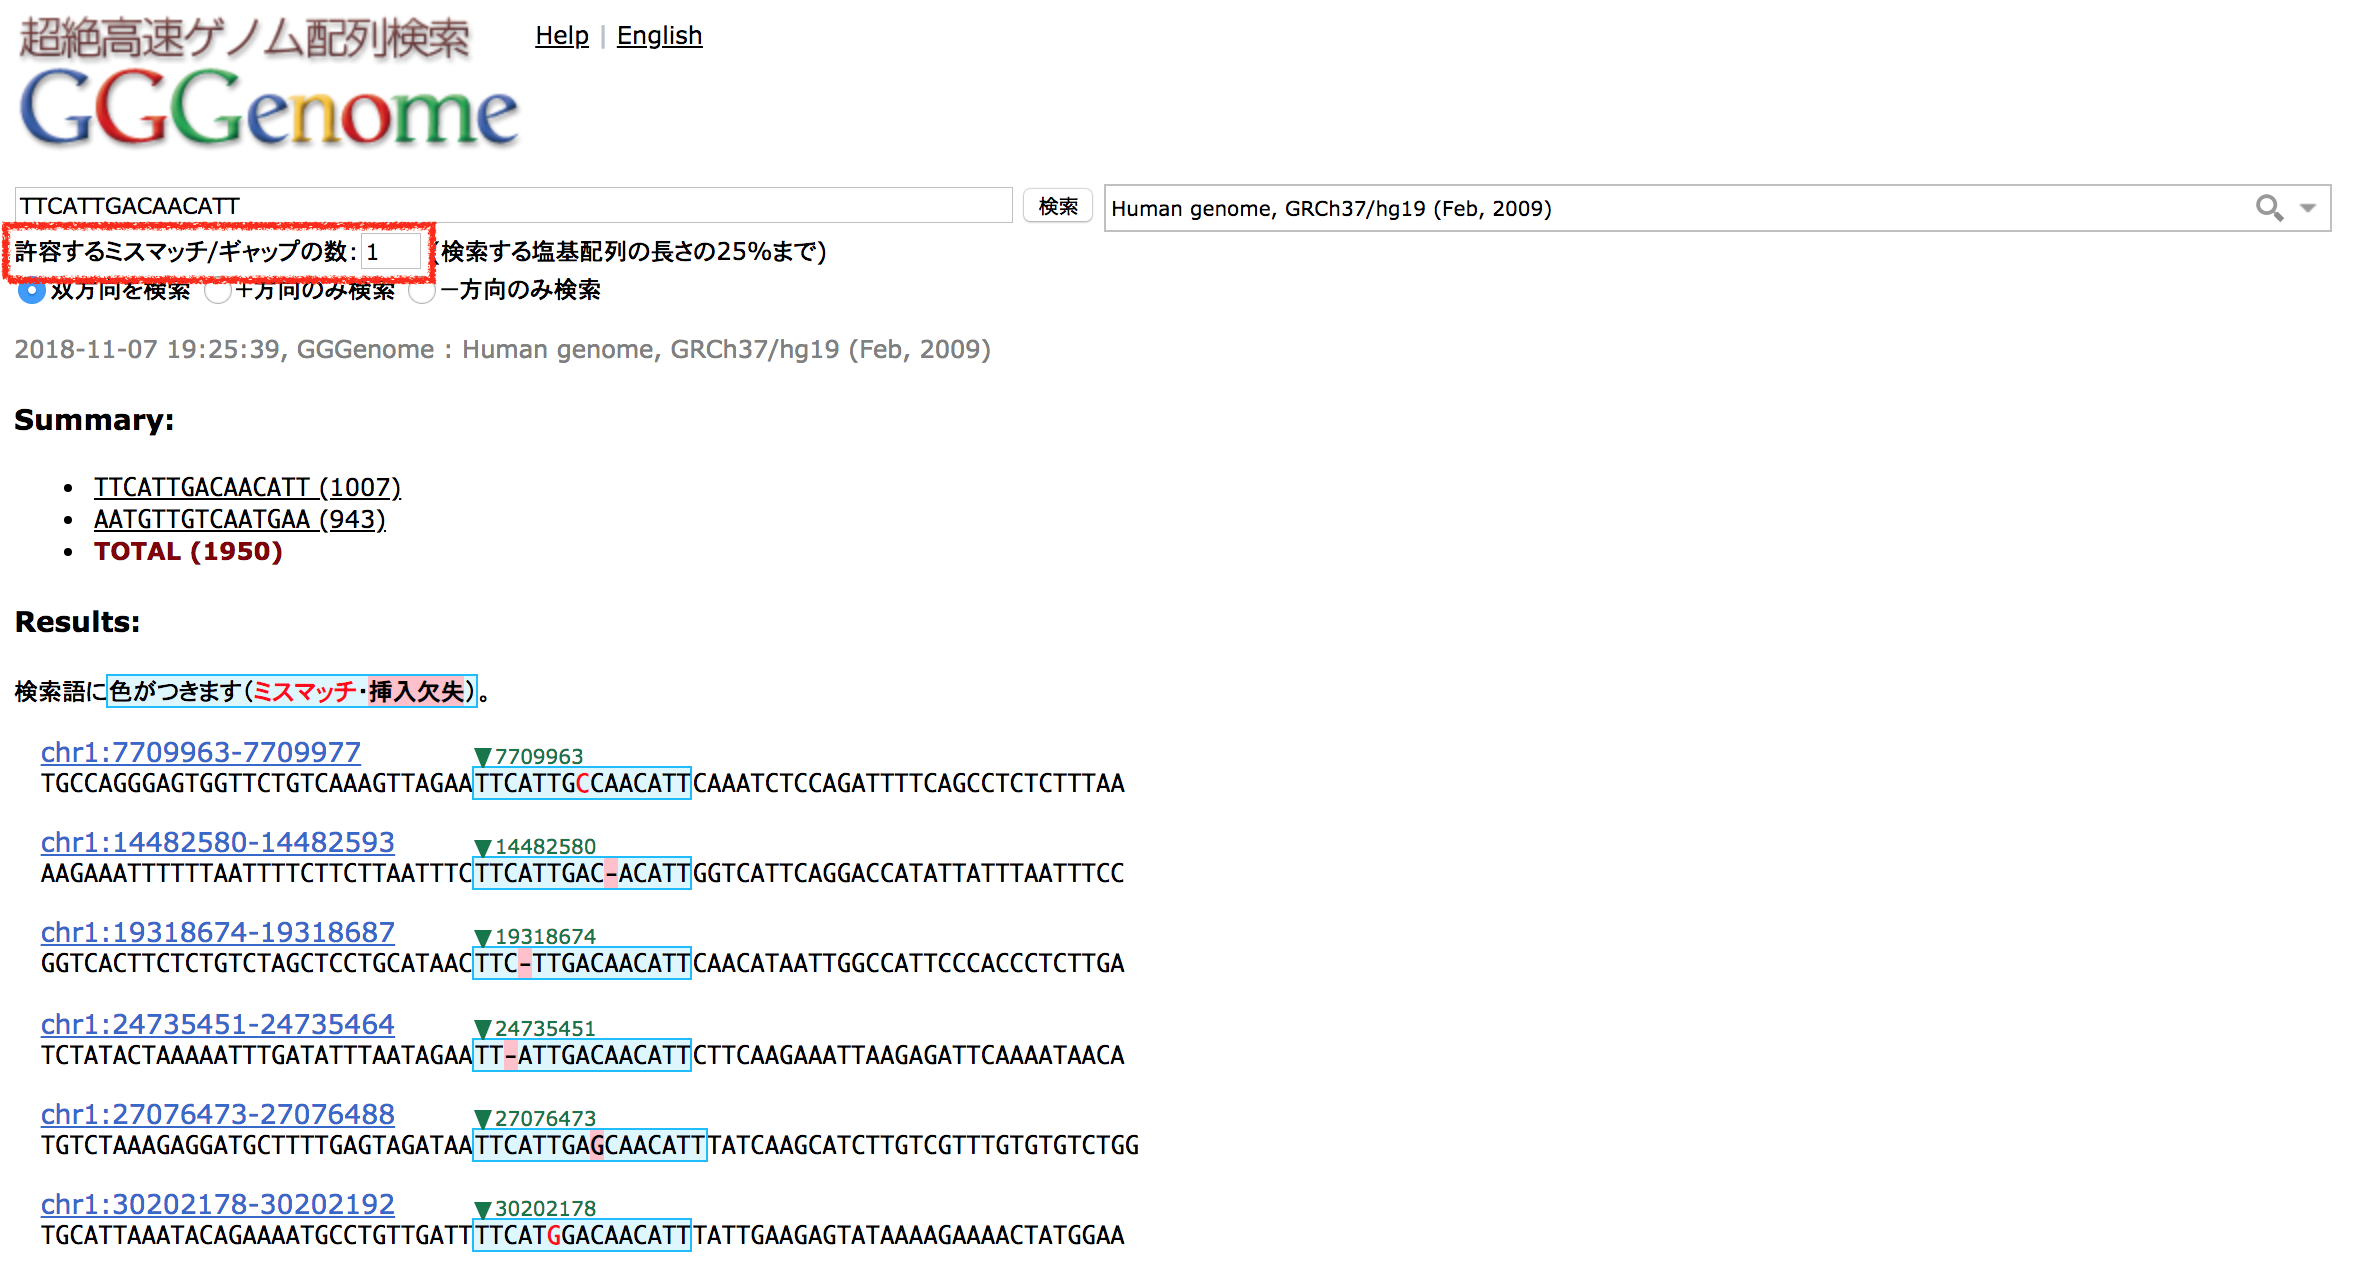 超絶高速ゲノム配列検索
Help | English
GGGenome
TTCATTGACAACATT 検索 Human genome, GRCh37/hg19 (Feb, 2009)
許容するミスマッチ/ギャップの数: 1 (検索する塩基配列の長さの25%まで)
双方向を検索 +方向のみ検索 −方向のみ検索
2018-11-07 19:25:39, GGGenome : Human genome, GRCh37/hg19 (Feb, 2009)
Summary:
• TTCATTGACAACATT (1007)
• AATGTTGTCAATGAA (943)
• TOTAL (1950)
Results:
検索語に色がつきます(ミスマッチ・挿入欠失)。
chr1:7709963-7709977 ▼7709963
TGCCAGGGAGTGGTTCTGTCAAAGTTAGAATTCATTGCCAACATTCAAATCTCCAGATTTTCAGCCTCTCTTTAA
chr1:14482580-14482593 ▼14482580
AAGAAATTTTTTAATTTTCTTCTTAATTTCTTCATTGAC-ACATTGGTCATTCAGGACCATATTATTTAATTTCC
chr1:19318674-19318687 ▼19318674
GGTCACTTCTCTGTCTAGCTCCTGCATAACTTC-TTGACAACATTCAACATAATTGGCCATTCCCACCCTCTTGA
chr1:24735451-24735464 ▼24735451
TCTATACTAAAAATTTGATATTTAATAGAATT-ATTGACAACATTCTTCAAGAAATTAAGAGATTCAAAATAACA
chr1:27076473-27076488 ▼27076473
TGTCTAAAGAGGATGCTTTTGAGTAGATAATTCATTGAGCAACATTTATCAAGCATCTTGTCGTTTGTGTGTCTGG
chr1:30202178-30202192 ▼30202178
TGCATTAAATACAGAAAATGCCTGTTGATTTTCATGGACAACATTTATTGAAGAGTATAAAAGAAAACTATGGAA